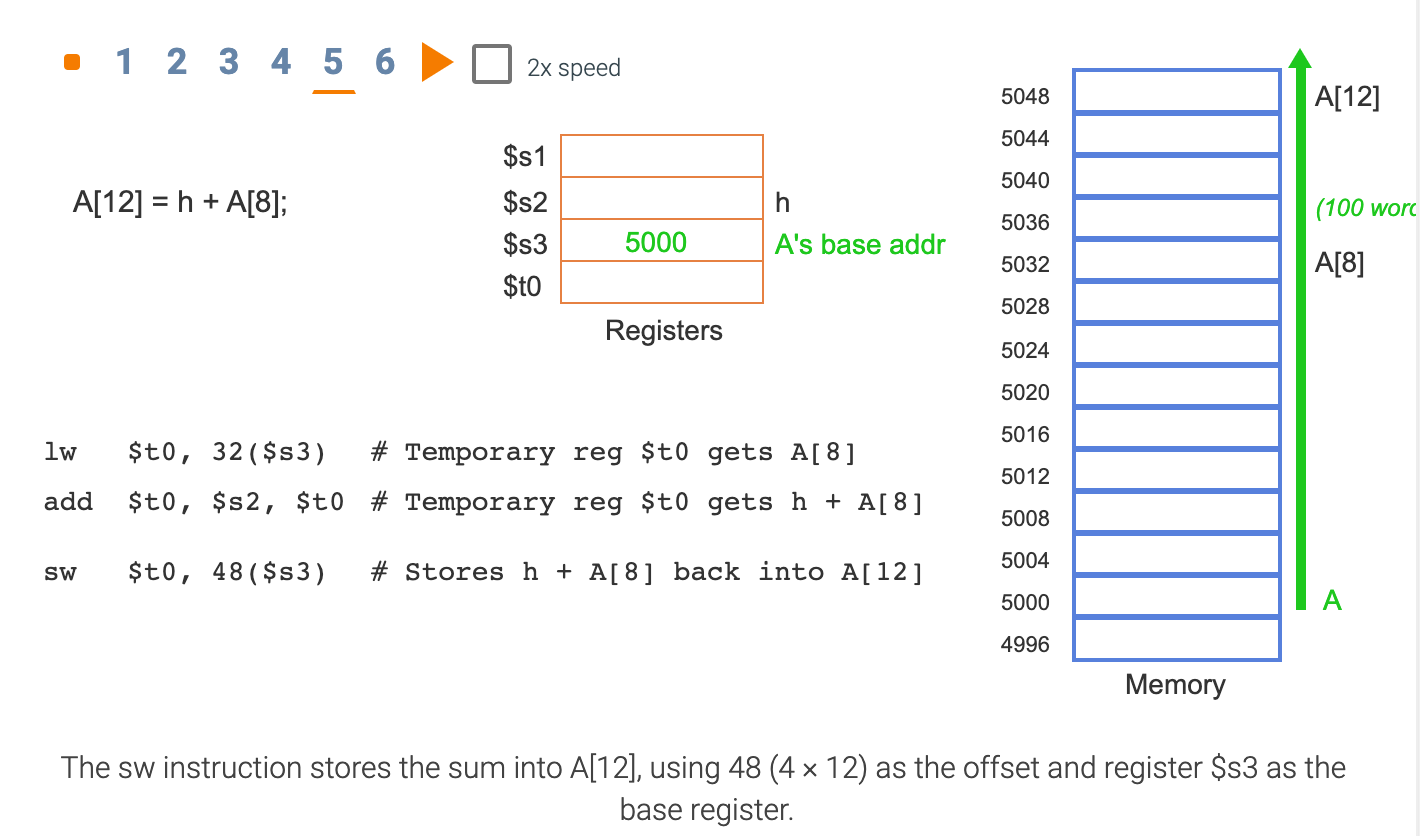 1 2 3 4 5 6 2x speed
A[12] = h + A[8];
$s1
$s2 h
$s3 5000 A's base addr
$t0
Registers
lw $t0, 32($s3) # Temporary reg $t0 gets A[8]
add $t0, $s2, $t0 # Temporary reg $t0 gets h + A[8]
sw $t0, 48($s3) # Stores h + A[8] back into A[12]
5048 A[12]
5044
5040
5036 (100
5032 A[8]
5028
5024
5020
5016
5012
5008
5004
5000 A
4996
Memory
The sw instruction stores the sum into A[12], using 48 (4 × 12) as the offset and register $s3 as the
base register.